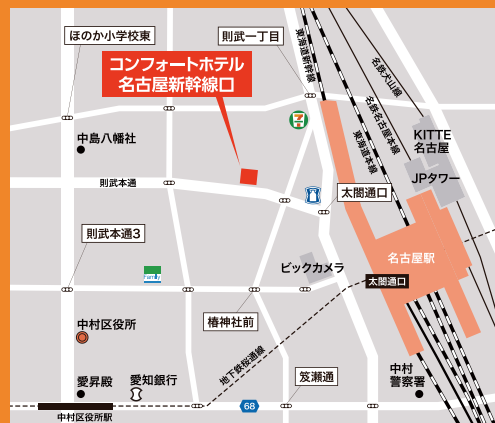 ほのか小学校東
則武一丁目
コンフォートホテル
名古屋新幹線口
東海道新幹線
名鉄犬山線
名鉄名古屋本線
東海道本線
KITTE
名古屋
JPタワー
中島八幡社
則武本通
太閤通口
則武本通3
ビックカメラ
名古屋駅
太閤通口
Family
椿神社前
中村区役所
地下鉄桜通線
笈瀬通
中村
警察署
愛昇殿
愛知銀行
68
中村区役所駅